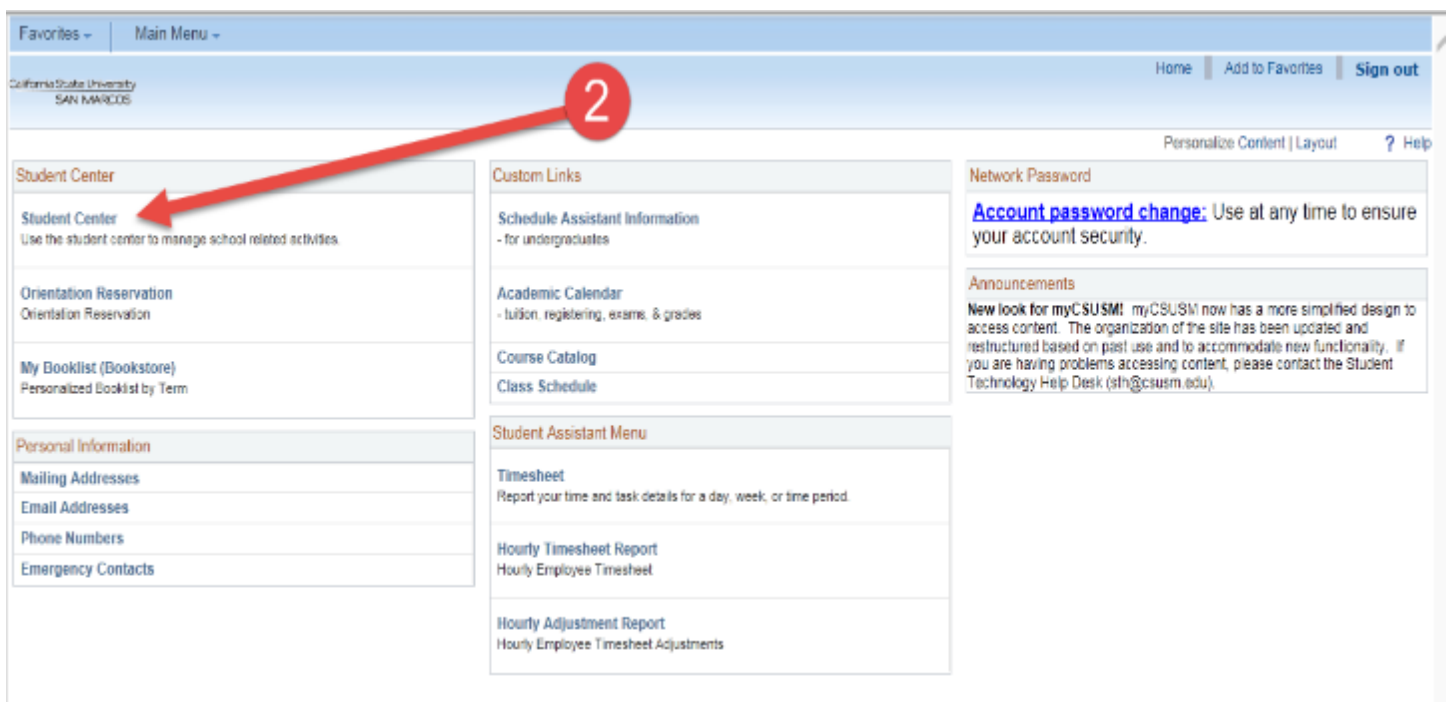 Favorites Main Menu
California State University
SAN MARCOS
Home Add to Favorites Sign out
2
Personalize Content | Layout ? Help
Student Center
Student Center
Use the student center to manage school related activities.
Orientation Reservation
Orientation Reservation
My Booklist (Bookstore)
Personalized Booklist by Term
Personal Information
Mailing Addresses
Email Addresses
Phone Numbers
Emergency Contacts
Custom Links
Schedule Assistant Information
- for undergraduates
Academic Calendar
- tuition, registering, exams, & grades
Course Catalog
Class Schedule
Student Assistant Menu
Timesheet
Report your time and task details for a day, week, or time period.
Hourly Timesheet Report
Hourly Employee Timesheet
Hourly Adjustment Report
Hourly Employee Timesheet Adjustments
Network Password
Account password change: Use at any time to ensure
your account security.
Announcements
New look for myCSUSM! myCSUSM now has a more simplified design to
access content. The organization of the site has been updated and
restructured based on past use and to accommodate new functionality. If
you are having problems accessing content, please contact the Student
Technology Help Desk (sth@csusm.edu).